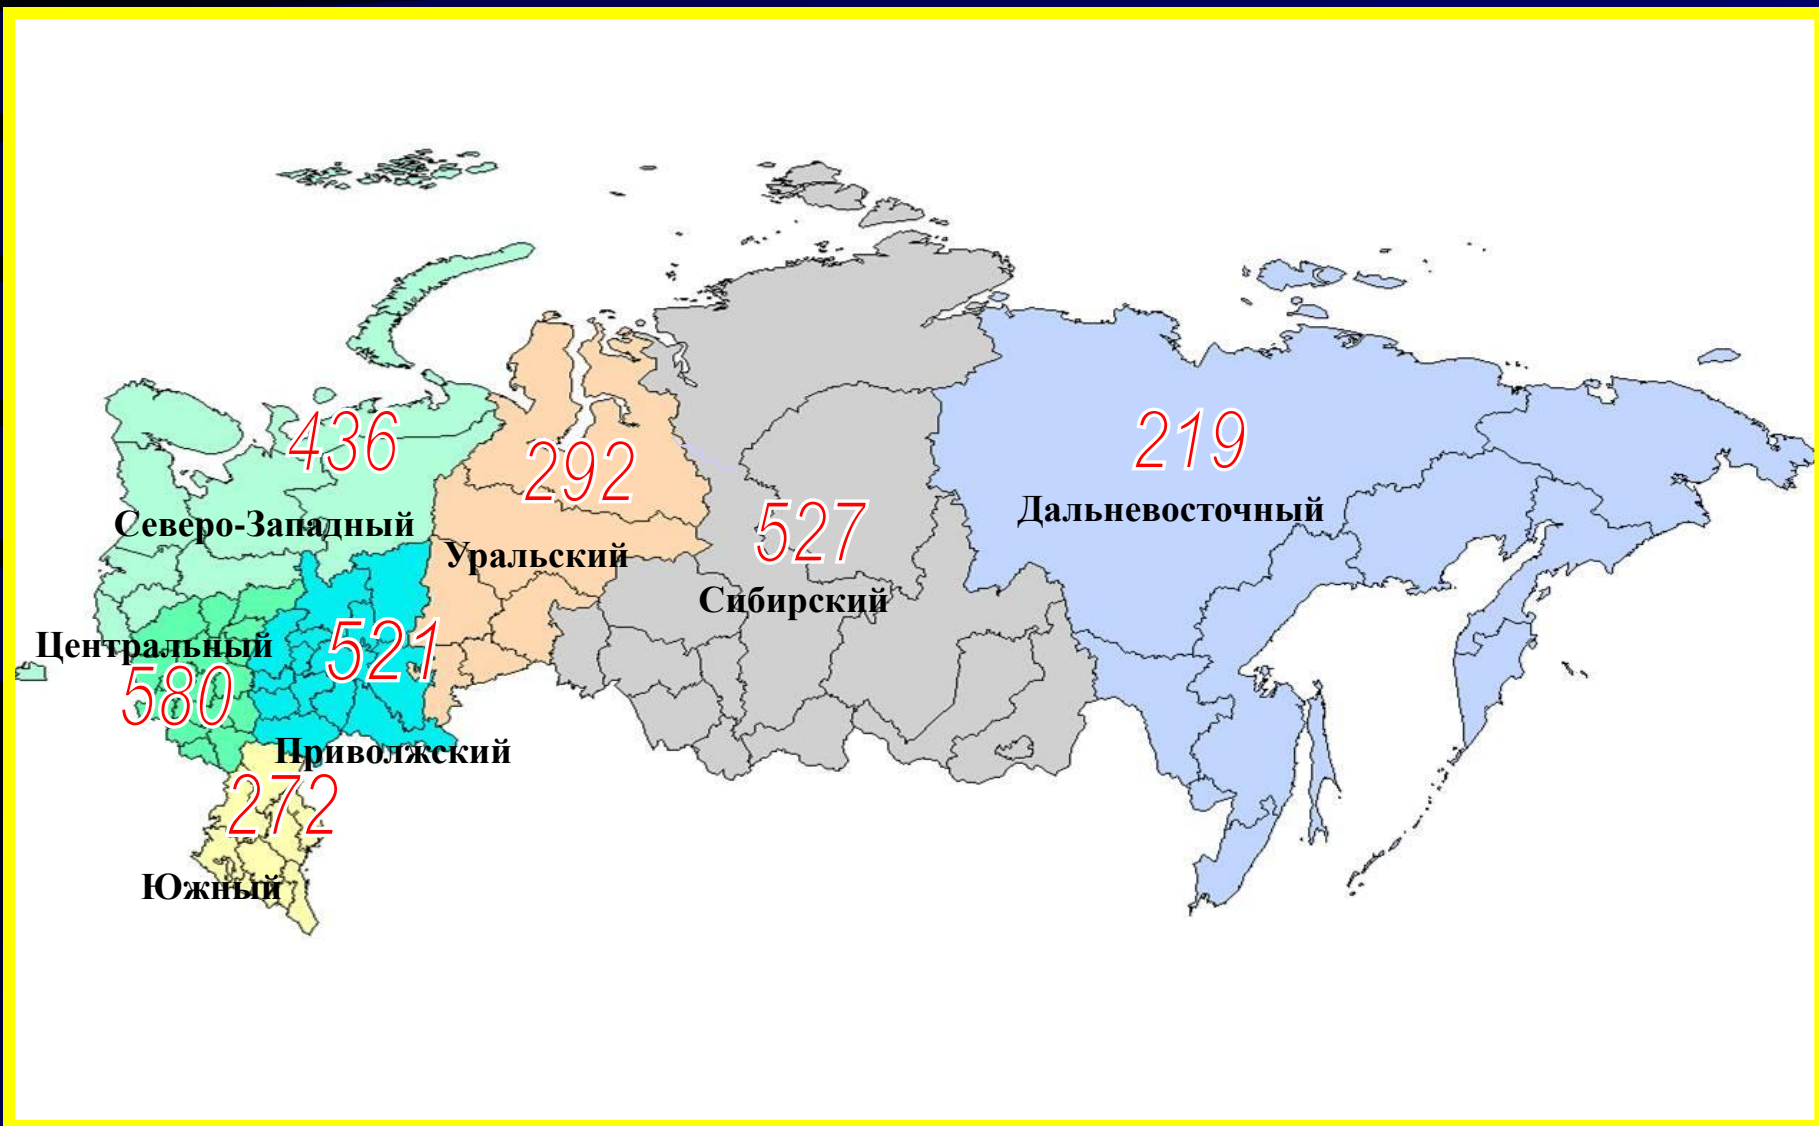 436
Северо-Западный
292
Уральский
527
Сибирский
219
Дальневосточный
Центральный
580
521
Приволжский
272
Южный